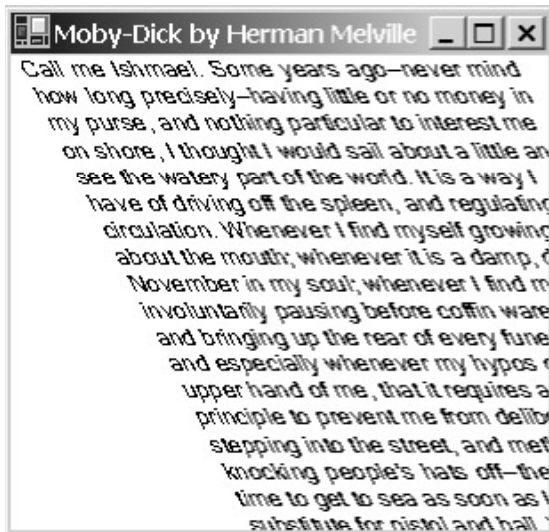 Moby-Dick by Herman Melville
Call me Ishmael. Some years ago—never mind
how long precisely—having little or no money in
my purse, and nothing particular to interest me
on shore, I thought I would sail about a little an
see the watery part of the world. It is a way I
have of driving off the spleen, and regulating
circulation. Whenever I find myself growing
about the mouth; whenever it is a damp, d
November in my soul; whenever I find m
involuntarily pausing before coffin ware
and bringing up the rear of every fune
and especially whenever my hypos
upper hand of me, that it requires a
principle to prevent me from delibe
stepping into the street, and met
knocking people's hats off—the
time to get to sea as soon as I
substitute for pistol and ball.